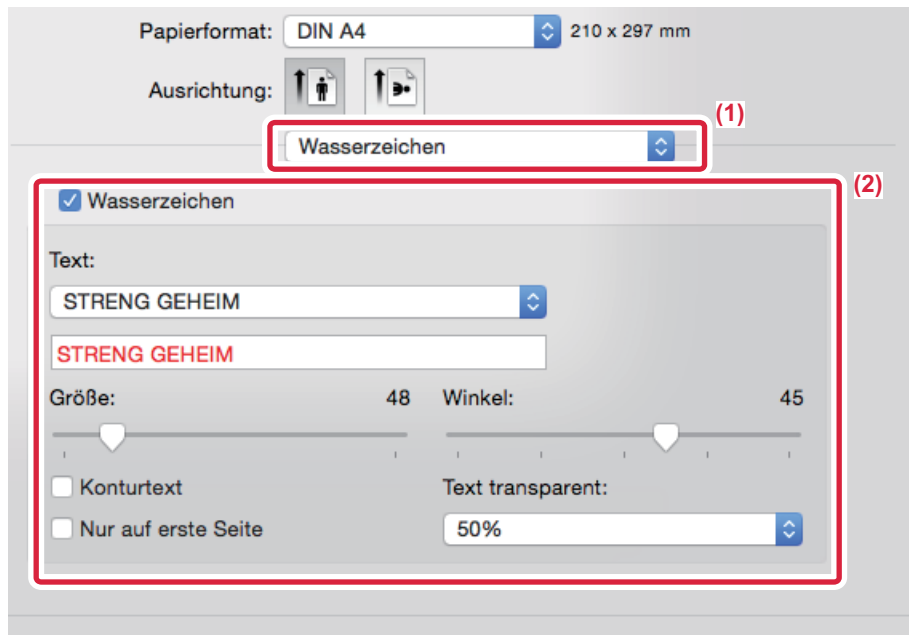 Papierformat: DIN A4 210 x 297 mm
Ausrichtung:
(1)
Wasserzeichen
(2)
Wasserzeichen
Text:
STRENG GEHEIM
STRENG GEHEIM
Größe: 48 Winkel: 45
Konturtext Text transparent:
Nur auf erste Seite 50%